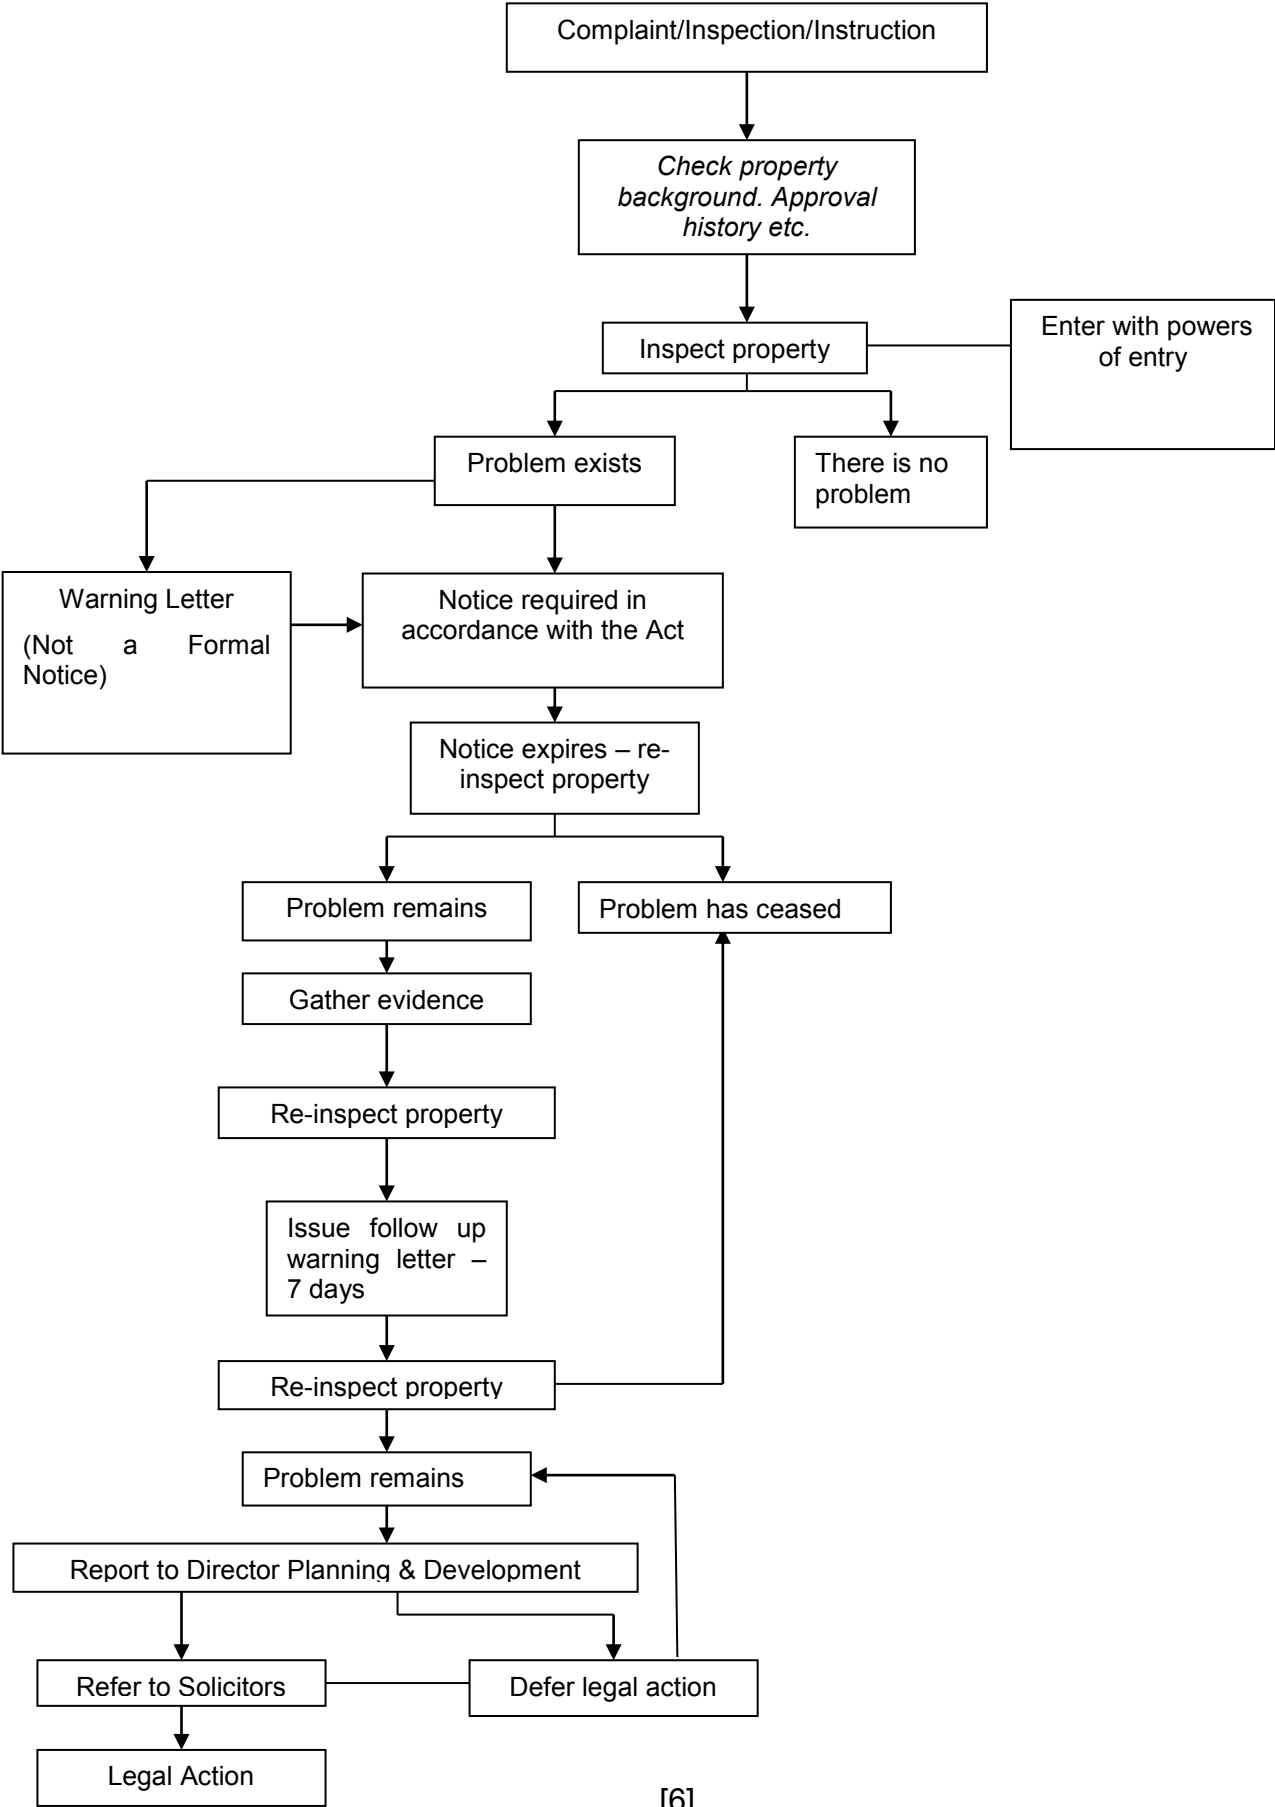 Complaint/Inspection/Instruction
Check property
background. Approval
history etc.
Inspect property
Enter with powers
of entry
Problem exists
There is no
problem
Warning Letter
(Not a Formal
Notice)
Notice required in
accordance with the Act
Notice expires – re-
inspect property
Problem remains
Problem has ceased
Gather evidence
Re-inspect property
Issue follow up
warning letter –
7 days
Re-inspect property
Problem remains
Report to Director Planning & Development
Refer to Solicitors
Defer legal action
Legal Action
[6]